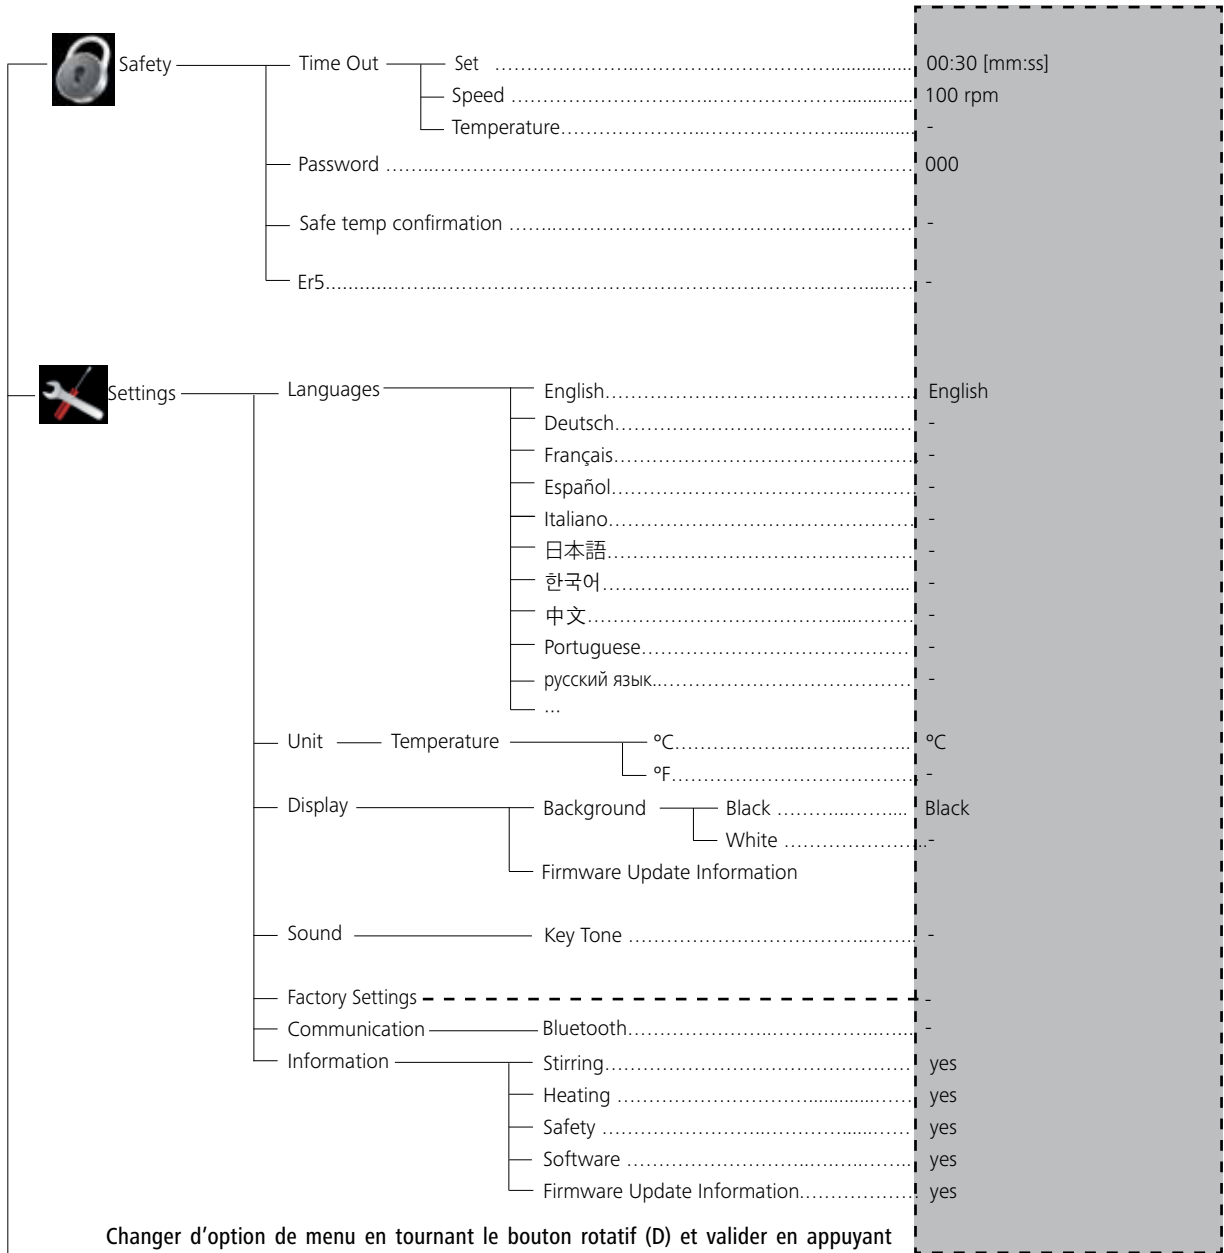 Safety Time Out Set ................ 00:30 [mm:ss]
Speed ................ 100 rpm
Temperature................ -
Password ................ 000
Safe temp confirmation ................ -
Er5................ -
Settings Languages English................ English
Deutsch................ -
Français................ -
Español................ -
Italiano................ -
日本語................ -
한국어................ -
中文................ -
Portuguese................ -
русский язык................ -
...
Unit Temperature ºC................ ºC
ºF................ -
Display Background Black ................ Black
White ................ -
Firmware Update Information
Sound Key Tone ................ -
Factory Settings -
Communication Bluetooth................ -
Information Stirring................ yes
Heating ................ yes
Safety ................ yes
Software ................ yes
Firmware Update Information................ yes
Changer d'option de menu en tournant le bouton rotatif (D) et valider en appuyant